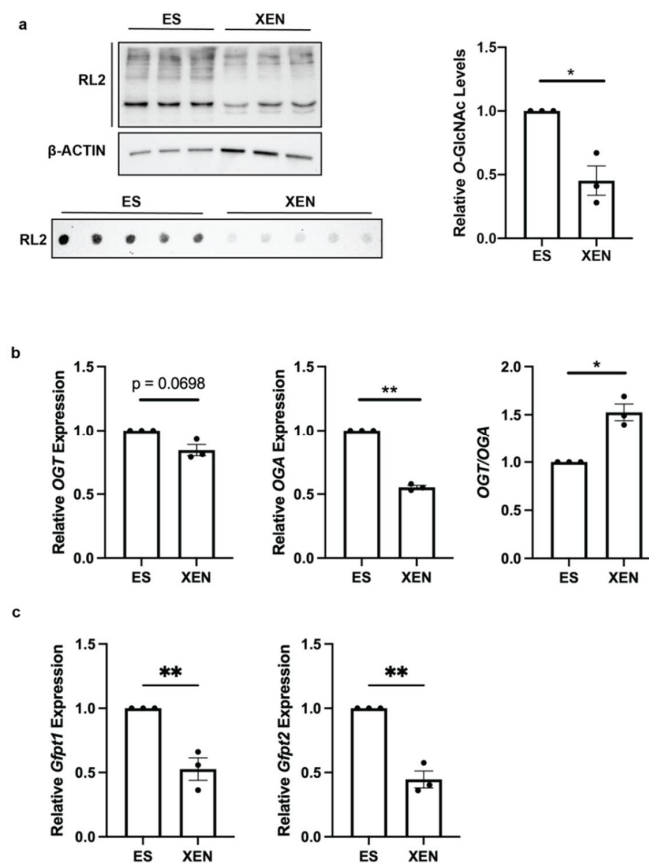 a
ES XEN
RL2
β-ACTIN
ES XEN
RL2
Relative O-GlcNAc Levels
1.5
1.0
0.5
0.0
*
ES XEN
b
Relative OGT Expression
1.5
1.0
0.5
0.0
p = 0.0698
ES XEN
Relative OGA Expression
1.5
1.0
0.5
0.0
**
ES XEN
OGT/OGA
2.0
1.5
1.0
0.5
0.0
*
ES XEN
c
Relative Gfpt1 Expression
1.5
1.0
0.5
0.0
**
ES XEN
Relative Gfpt2 Expression
1.5
1.0
0.5
0.0
**
ES XEN